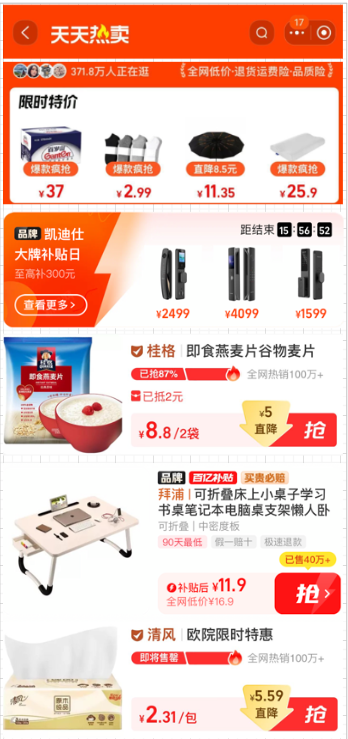 天天热卖
17
371.8万人正在逛
全网低价·退货运费险·品质险
限时特价
爆款疯抢
爆款疯抢
直降8.5元
爆款疯抢
¥37
¥2.99
¥11.35
¥25.9
品牌 凯迪仕
距结束 15:56:52
大牌补贴日
至高补300元
查看更多>
¥2499
¥4099
¥1599
桂格 | 即食燕麦片谷物麦片
已抢87%
全网热销100万+
已抵2元
即食燕麦片
¥8.8/2袋
¥5
直降
抢
品牌 百亿补贴 买贵必赔
拜浦 | 可折叠床上小桌子学习
书桌笔记本电脑桌支架懒人卧
可折叠 | 中密度板
90天最低 假一赔十 极速退款
已售40万+
补贴后 ¥11.9
全网低价¥16.9
抢>
清风 | 欧院限时特惠
即将售罄
全网热销100万+
¥2.31/包
¥5.59
直降
抢